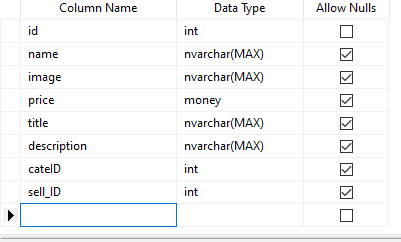 Column Name Data Type Allow Nulls
id int
name nvarchar(MAX)
image nvarchar(MAX)
price money
title nvarchar(MAX)
description nvarchar(MAX)
cateID int
sell_ID int